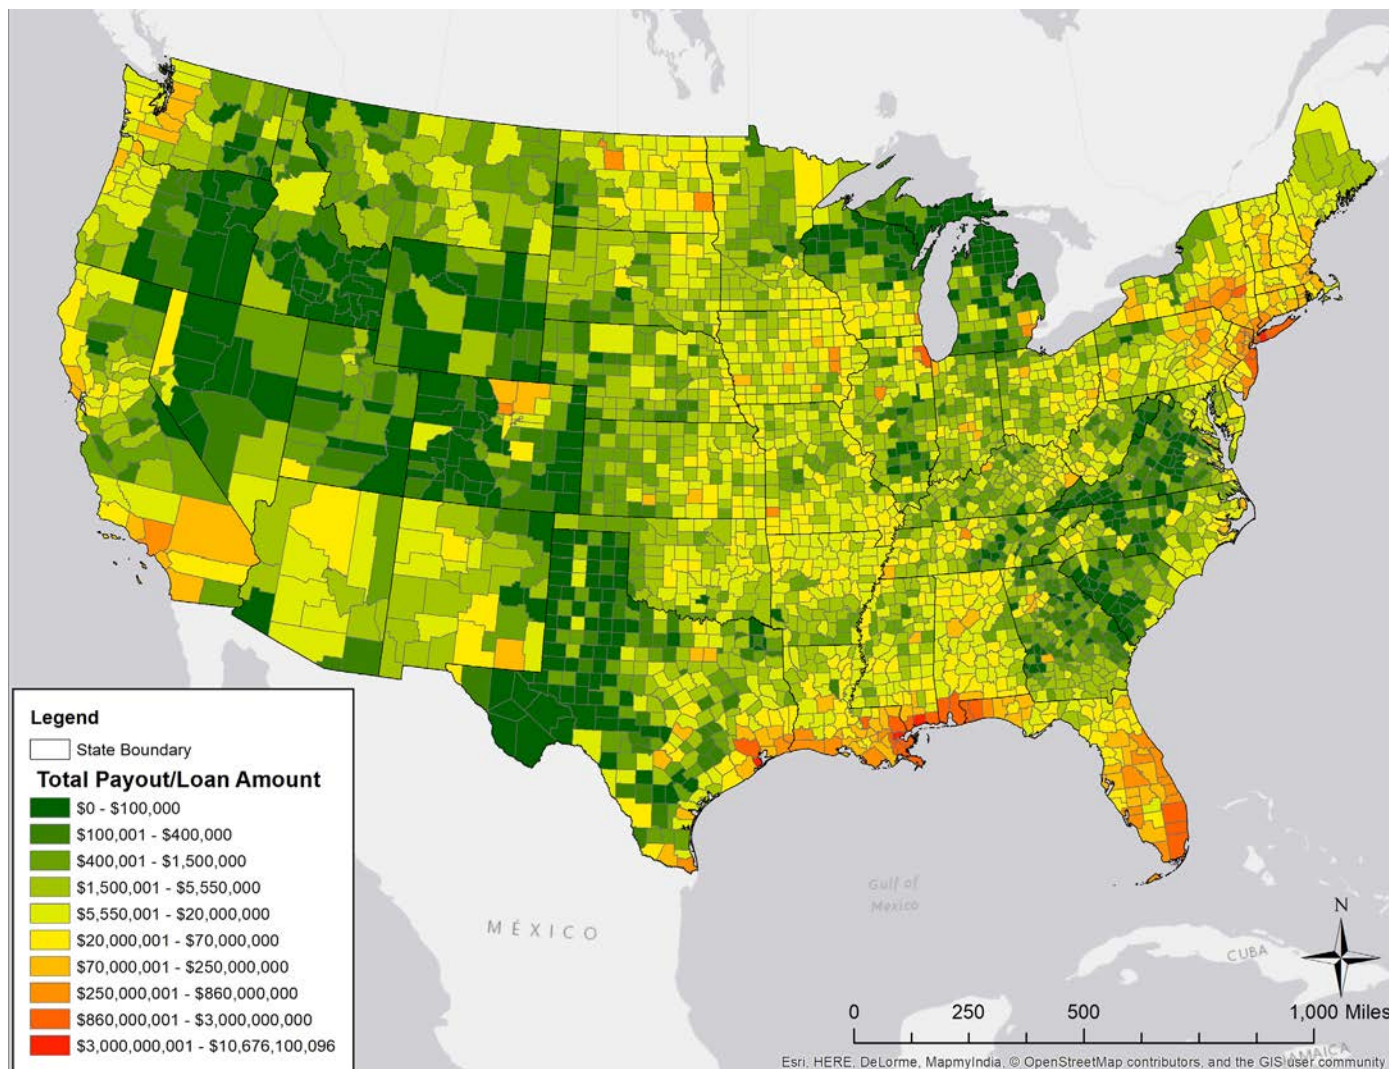 Gulf of
Mexico
MÉXICO
CUBA
N
Legend
State Boundary
Total Payout/Loan Amount
$0 - $100,000
$100,001 - $400,000
$400,001 - $1,500,000
$1,500,001 - $5,550,000
$5,550,001 - $20,000,000
$20,000,001 - $70,000,000
$70,000,001 - $250,000,000
$250,000,001 - $860,000,000
$860,000,001 - $3,000,000,000
$3,000,000,001 - $10,676,100,096
0 250 500 1,000 Miles
JAMAICA
Esri, HERE, DeLorme, MapmyIndia, © OpenStreetMap contributors, and the GIS user community